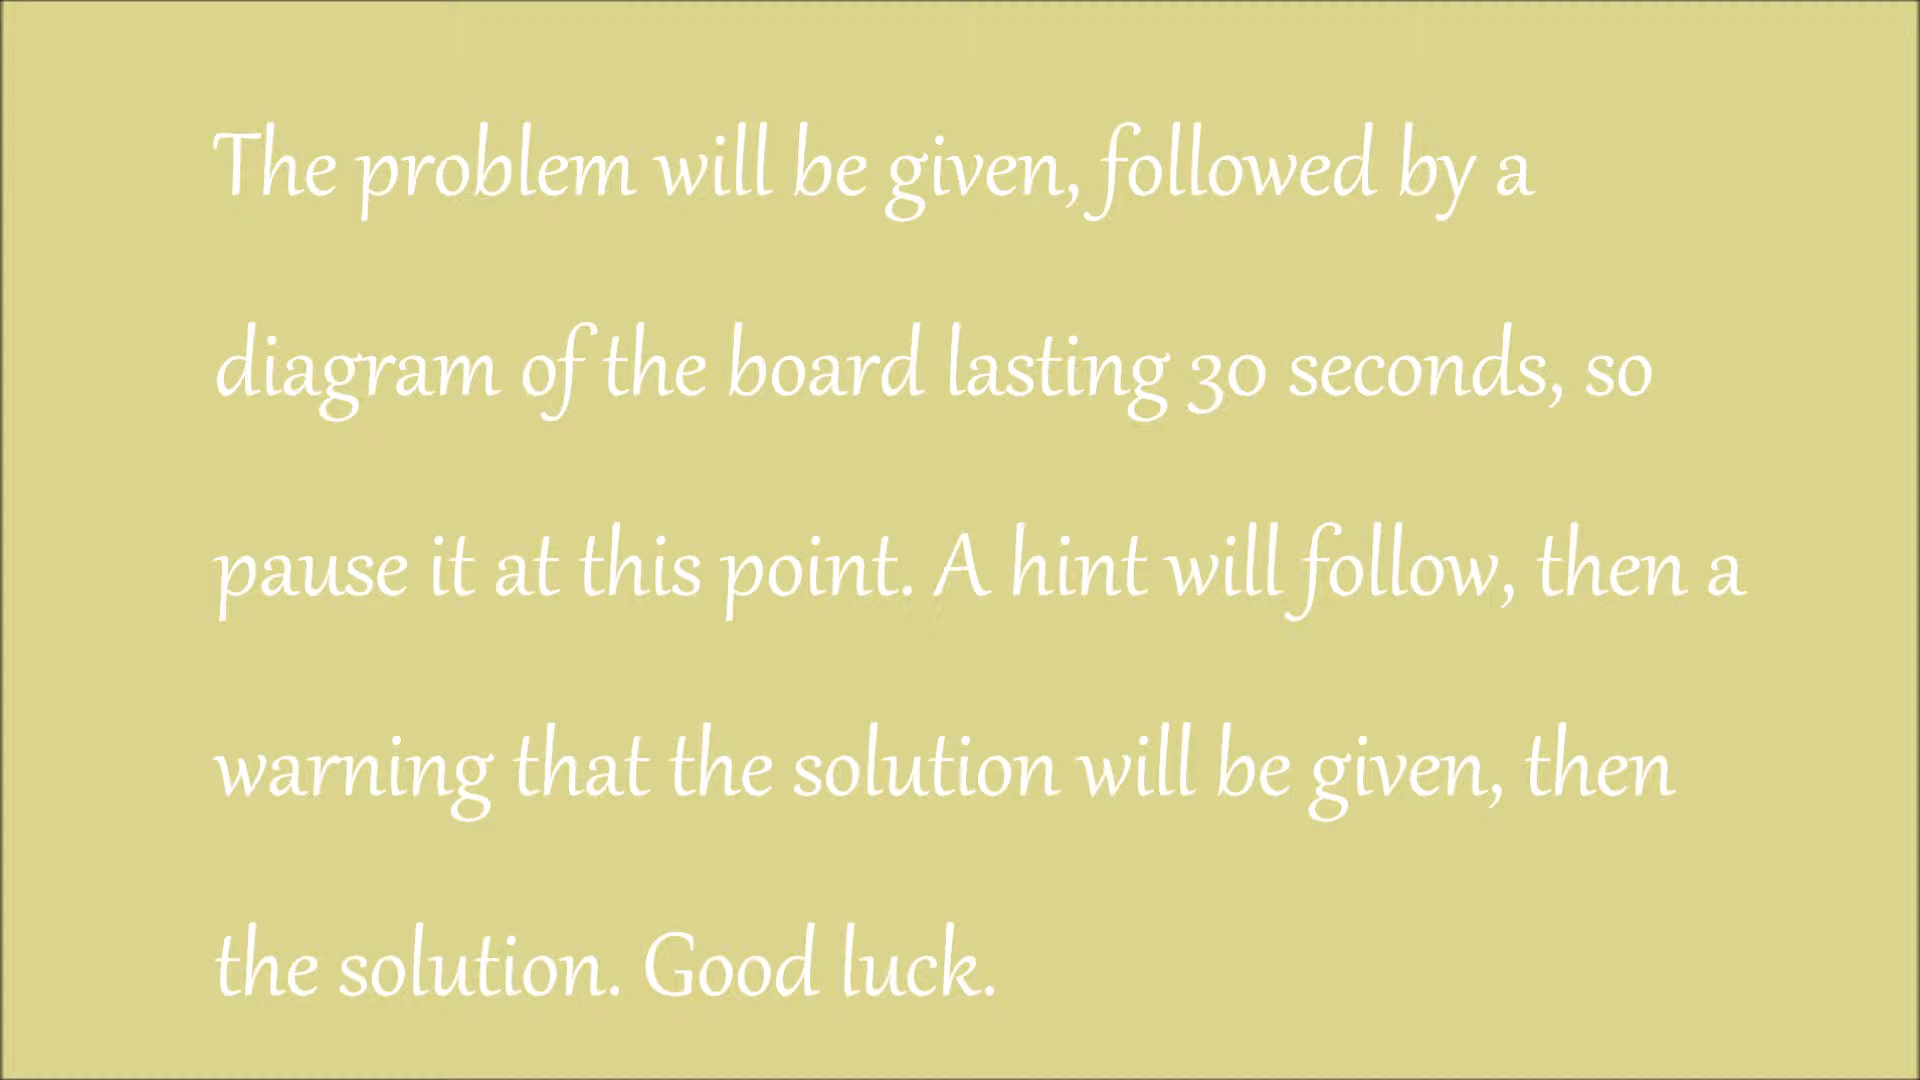 The problem will be given, followed by a
diagram of the board lasting 30 seconds, so
pause it at this point. A hint will follow, then a
warning that the solution will be given, then
the solution. Good luck.